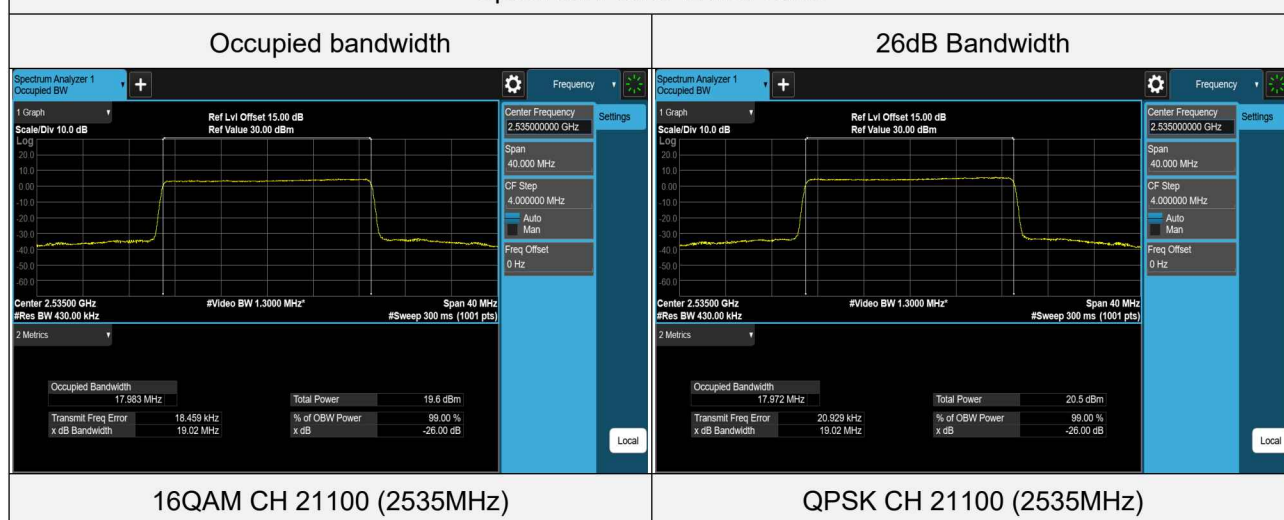 Occupied bandwidth
26dB Bandwidth
Spectrum Analyzer 1
Occupied BW
+
Frequency
1 Graph
Scale/Div 10.0 dB
Ref Lvl Offset 15.00 dB
Ref Value 30.00 dBm
Log
20.0
10.0
0.00
-10.0
-20.0
-30.0
-40.0
-50.0
-60.0
Center 2.53500 GHz
#Res BW 430.00 kHz
#Video BW 1.3000 MHz*
Span 40 MHz
#Sweep 300 ms (1001 pts)
Center Frequency
2.535000000 GHz
Settings
Span
40.000 MHz
CF Step
4.000000 MHz
Auto
Man
Freq Offset
0 Hz
2 Metrics
Occupied Bandwidth
17.983 MHz
Total Power 19.6 dBm
Transmit Freq Error 18.459 kHz % of OBW Power 99.00 %
x dB Bandwidth 19.02 MHz x dB -26.00 dB
Local
Spectrum Analyzer 1
Occupied BW
+
Frequency
1 Graph
Scale/Div 10.0 dB
Ref Lvl Offset 15.00 dB
Ref Value 30.00 dBm
Log
20.0
10.0
0.00
-10.0
-20.0
-30.0
-40.0
-50.0
-60.0
Center 2.53500 GHz
#Res BW 430.00 kHz
#Video BW 1.3000 MHz*
Span 40 MHz
#Sweep 300 ms (1001 pts)
Center Frequency
2.535000000 GHz
Settings
Span
40.000 MHz
CF Step
4.000000 MHz
Auto
Man
Freq Offset
0 Hz
2 Metrics
Occupied Bandwidth
17.972 MHz
Total Power 20.5 dBm
Transmit Freq Error 20.929 kHz % of OBW Power 99.00 %
x dB Bandwidth 19.02 MHz x dB -26.00 dB
Local
16QAM CH 21100 (2535MHz)
QPSK CH 21100 (2535MHz)